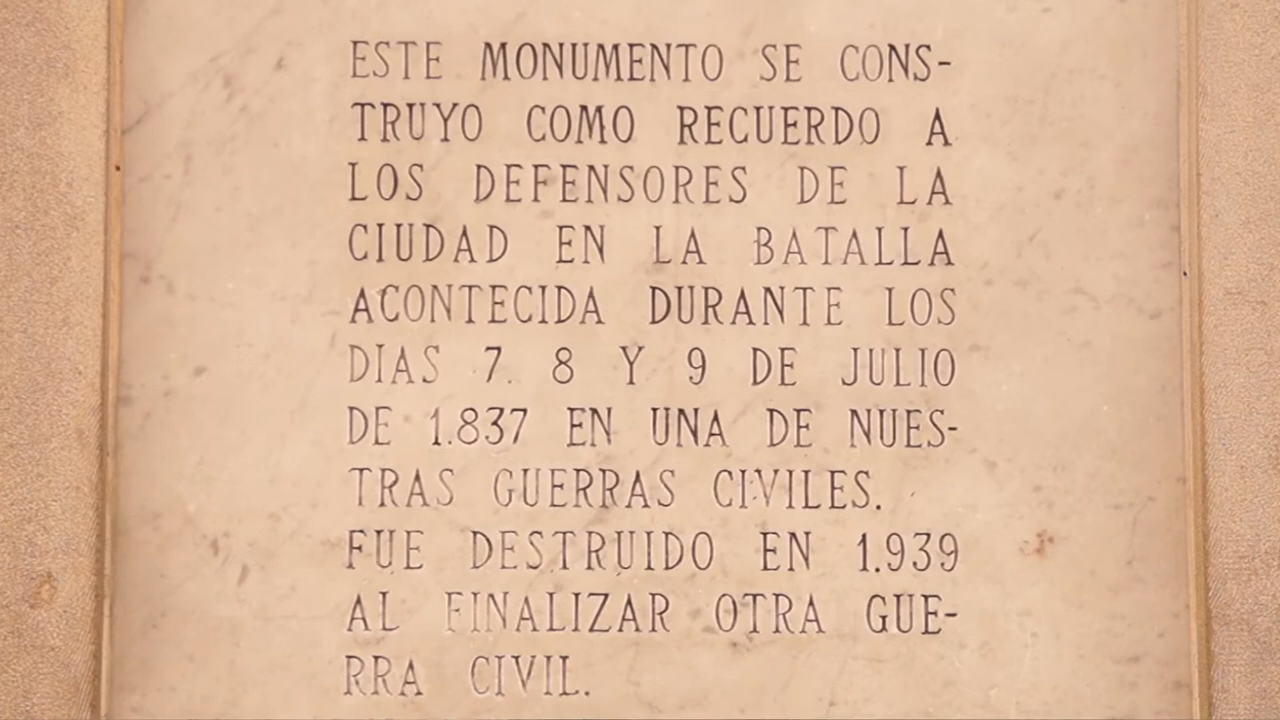 ESTE MONUMENTO SE CONS-
TRUYO COMO RECUERDO A
LOS DEFENSORES DE LA
CIUDAD EN LA BATALLA
ACONTECIDA DURANTE LOS
DIAS 7. 8 Y 9 DE JULIO
DE 1.837 EN UNA DE NUES-
TRAS GUERRAS CIVILES.
FUE DESTRUIDO EN 1.939
AL FINALIZAR OTRA GUE-
RRA CIVIL.